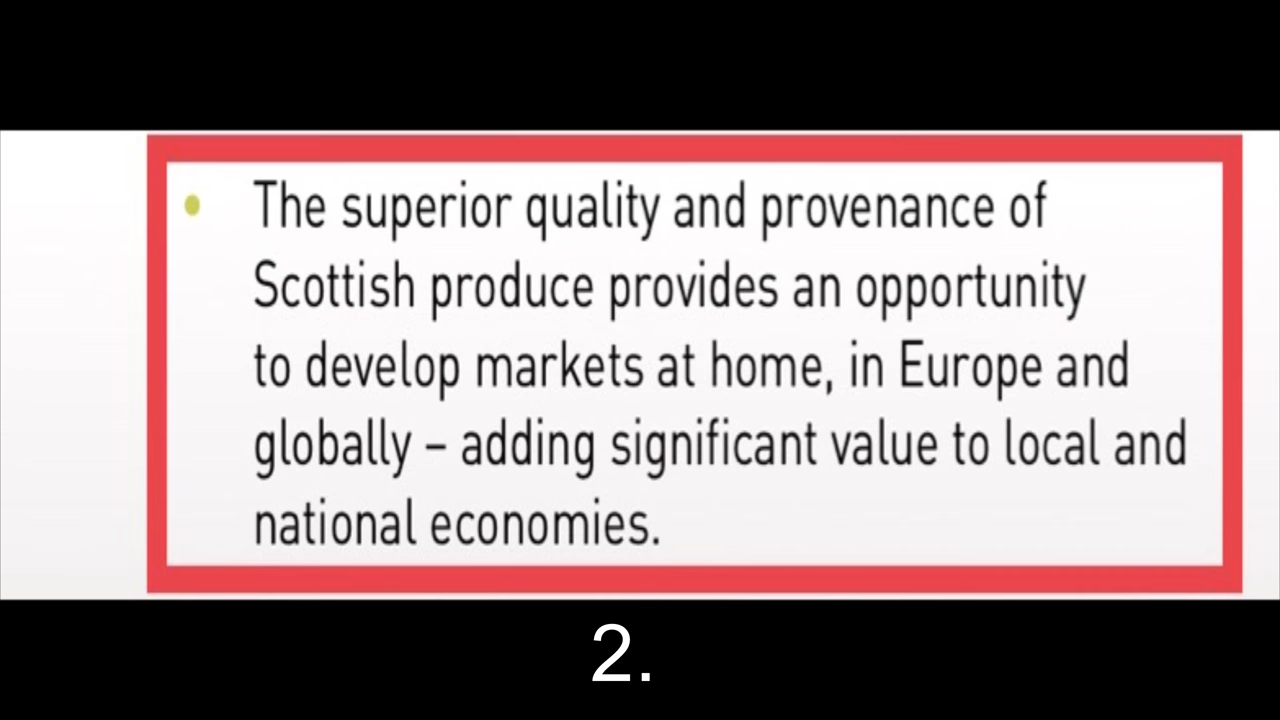 • The superior quality and provenance of
Scottish produce provides an opportunity
to develop markets at home, in Europe and
globally – adding significant value to local and
national economies.
2.